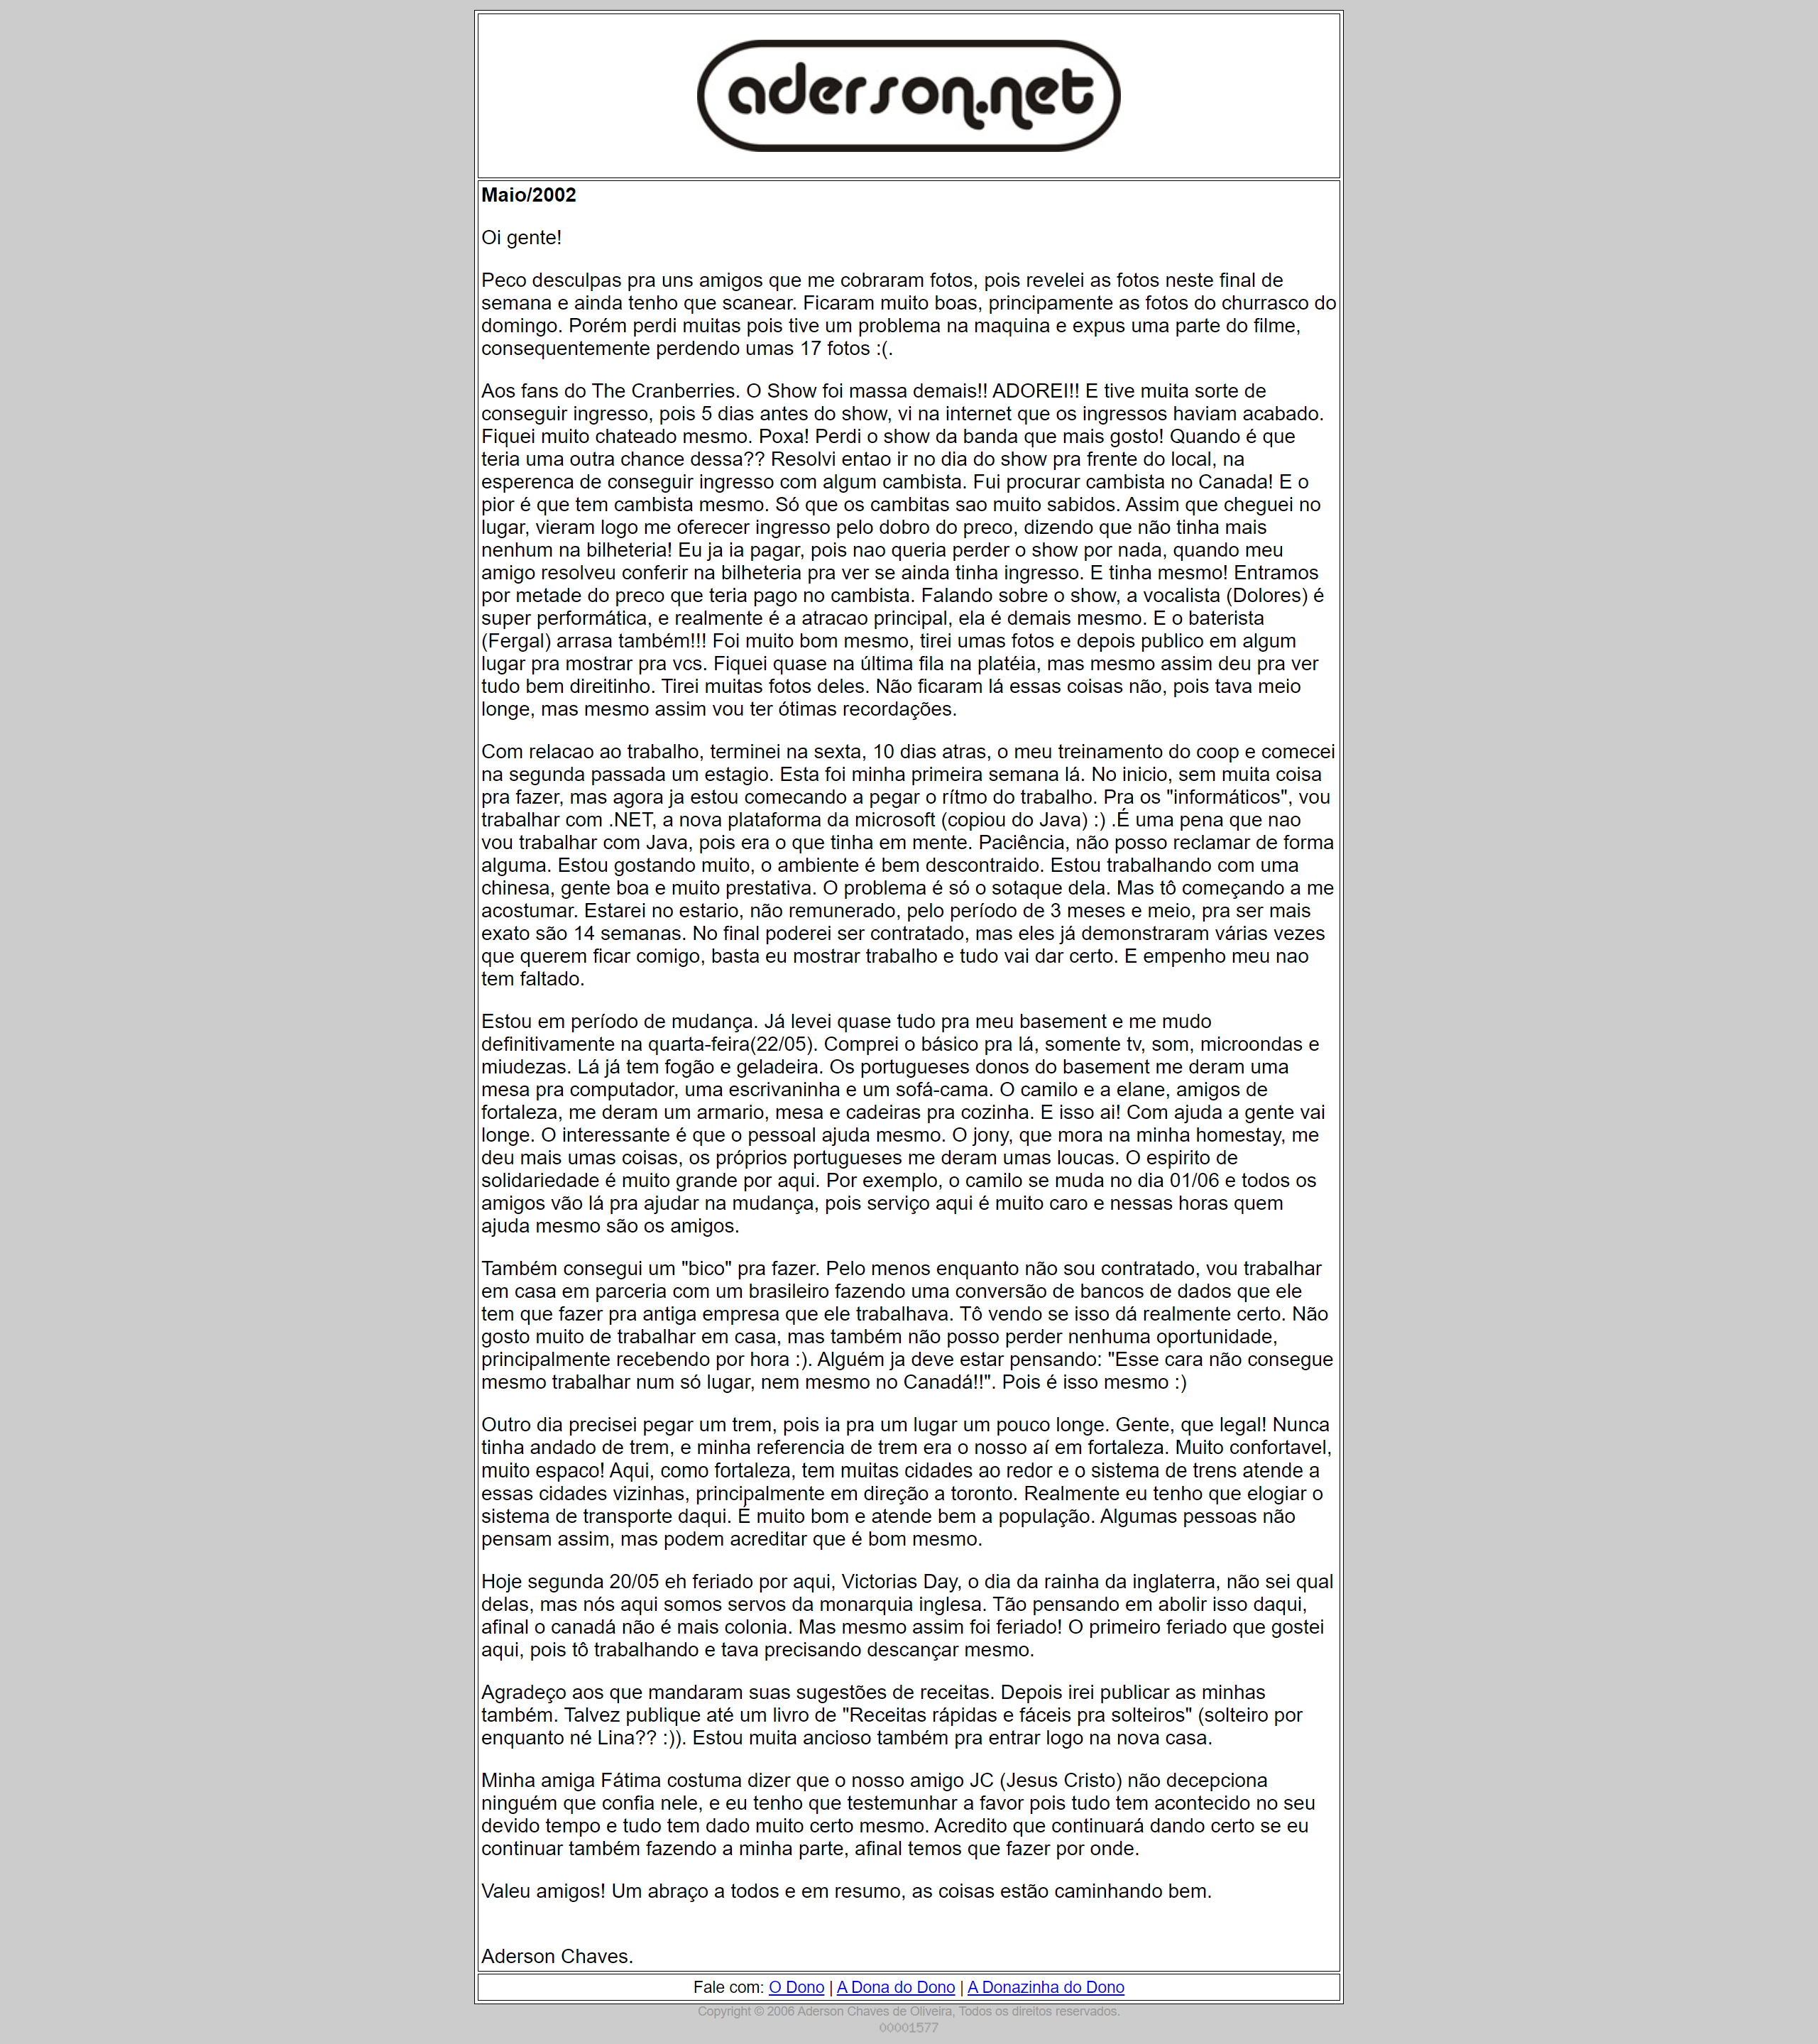 aderson.net
Maio/2002
Oi gente!
Peco desculpas pra uns amigos que me cobraram fotos, pois revelei as fotos neste final de
semana e ainda tenho que scanear. Ficaram muito boas, principamente as fotos do churrasco do
domingo. Porém perdi muitas pois tive um problema na maquina e expus uma parte do filme,
consequentemente perdendo umas 17 fotos :(.
Aos fans do The Cranberries. O Show foi massa demais!! ADOREI!! E tive muita sorte de
conseguir ingresso, pois 5 dias antes do show, vi na internet que os ingressos haviam acabado.
Fiquei muito chateado mesmo. Poxa! Perdi o show da banda que mais gosto! Quando é que
teria uma outra chance dessa?? Resolvi entao ir no dia do show pra frente do local, na
esperenca de conseguir ingresso com algum cambista. Fui procurar cambista no Canada! E o
pior é que tem cambista mesmo. Só que os cambitas sao muito sabidos. Assim que cheguei no
lugar, vieram logo me oferecer ingresso pelo dobro do preco, dizendo que não tinha mais
nenhum na bilheteria! Eu ja ia pagar, pois nao queria perder o show por nada, quando meu
amigo resolveu conferir na bilheteria pra ver se ainda tinha ingresso. E tinha mesmo! Entramos
por metade do preco que teria pago no cambista. Falando sobre o show, a vocalista (Dolores) é
super performática, e realmente é a atracao principal, ela é demais mesmo. E o baterista
(Fergal) arrasa também!!! Foi muito bom mesmo, tirei umas fotos e depois publico em algum
lugar pra mostrar pra vcs. Fiquei quase na última fila na platéia, mas mesmo assim deu pra ver
tudo bem direitinho. Tirei muitas fotos deles. Não ficaram lá essas coisas não, pois tava meio
longe, mas mesmo assim vou ter ótimas recordações.
Com relacao ao trabalho, terminei na sexta, 10 dias atras, o meu treinamento do coop e comecei
na segunda passada um estagio. Esta foi minha primeira semana lá. No inicio, sem muita coisa
pra fazer, mas agora ja estou comecando a pegar o rítmo do trabalho. Pra os "informáticos", vou
trabalhar com .NET, a nova plataforma da microsoft (copiou do Java) :) .É uma pena que nao
vou trabalhar com Java, pois era o que tinha em mente. Paciência, não posso reclamar de forma
alguma. Estou gostando muito, o ambiente é bem descontraido. Estou trabalhando com uma
chinesa, gente boa e muito prestativa. O problema é só o sotaque dela. Mas tô começando a me
acostumar. Estarei no estario, não remunerado, pelo período de 3 meses e meio, pra ser mais
exato são 14 semanas. No final poderei ser contratado, mas eles já demonstraram várias vezes
que querem ficar comigo, basta eu mostrar trabalho e tudo vai dar certo. E empenho meu nao
tem faltado.
Estou em período de mudança. Já levei quase tudo pra meu basement e me mudo
definitivamente na quarta-feira(22/05). Comprei o básico pra lá, somente tv, som, microondas e
miudezas. Lá já tem fogão e geladeira. Os portugueses donos do basement me deram uma
mesa pra computador, uma escrivaninha e um sofá-cama. O camilo e a elane, amigos de
fortaleza, me deram um armario, mesa e cadeiras pra cozinha. E isso ai! Com ajuda a gente vai
longe. O interessante é que o pessoal ajuda mesmo. O jony, que mora na minha homestay, me
deu mais umas coisas, os próprios portugueses me deram umas loucas. O espirito de
solidariedade é muito grande por aqui. Por exemplo, o camilo se muda no dia 01/06 e todos os
amigos vão lá pra ajudar na mudança, pois serviço aqui é muito caro e nessas horas quem
ajuda mesmo são os amigos.
Também consegui um "bico" pra fazer. Pelo menos enquanto não sou contratado, vou trabalhar
em casa em parceria com um brasileiro fazendo uma conversão de bancos de dados que ele
tem que fazer pra antiga empresa que ele trabalhava. Tô vendo se isso dá realmente certo. Não
gosto muito de trabalhar em casa, mas também não posso perder nenhuma oportunidade,
principalmente recebendo por hora :). Alguém ja deve estar pensando: "Esse cara não consegue
mesmo trabalhar num só lugar, nem mesmo no Canadá!!". Pois é isso mesmo :)
Outro dia precisei pegar um trem, pois ia pra um lugar um pouco longe. Gente, que legal! Nunca
tinha andado de trem, e minha referencia de trem era o nosso aí em fortaleza. Muito confortavel,
muito espaco! Aqui, como fortaleza, tem muitas cidades ao redor e o sistema de trens atende a
essas cidades vizinhas, principalmente em direção a toronto. Realmente eu tenho que elogiar o
sistema de transporte daqui. É muito bom e atende bem a população. Algumas pessoas não
pensam assim, mas podem acreditar que é bom mesmo.
Hoje segunda 20/05 eh feriado por aqui, Victorias Day, o dia da rainha da inglaterra, não sei qual
delas, mas nós aqui somos servos da monarquia inglesa. Tão pensando em abolir isso daqui,
afinal o canadá não é mais colonia. Mas mesmo assim foi feriado! O primeiro feriado que gostei
aqui, pois tô trabalhando e tava precisando descançar mesmo.
Agradeço aos que mandaram suas sugestões de receitas. Depois irei publicar as minhas
também. Talvez publique até um livro de "Receitas rápidas e fáceis pra solteiros" (solteiro por
enquanto né Lina?? :)). Estou muita ancioso também pra entrar logo na nova casa.
Minha amiga Fátima costuma dizer que o nosso amigo JC (Jesus Cristo) não decepciona
ninguém que confia nele, e eu tenho que testemunhar a favor pois tudo tem acontecido no seu
devido tempo e tudo tem dado muito certo mesmo. Acredito que continuará dando certo se eu
continuar também fazendo a minha parte, afinal temos que fazer por onde.
Valeu amigos! Um abraço a todos e em resumo, as coisas estão caminhando bem.
Aderson Chaves.
Fale com: O Dono | A Dona do Dono | A Donazinha do Dono
Copyright © 2006 Aderson Chaves de Oliveira, Todos os direitos reservados.
00001577